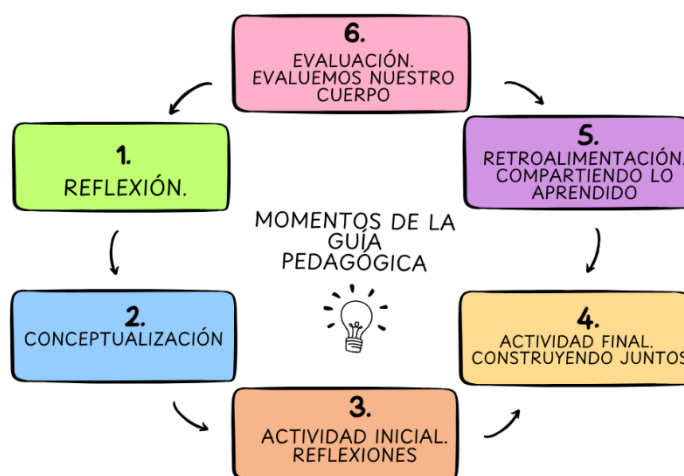 6.
EVALUACIÓN.
EVALUEMOS NUESTRO
CUERPO
1.
REFLEXIÓN.
5.
RETROALIMENTACIÓN.
COMPARTIENDO LO
APRENDIDO
MOMENTOS DE LA
GUÍA
PEDAGÓGICA
2.
CONCEPTUALIZACIÓN
4.
ACTIVIDAD FINAL.
CONSTRUYENDO JUNTOS
3.
ACTIVIDAD INICIAL.
REFLEXIONES